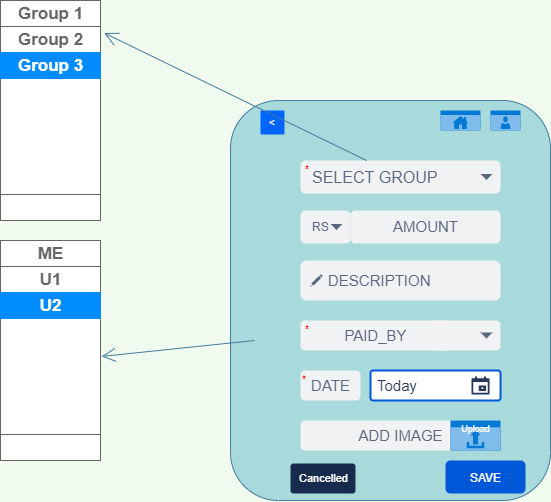 Group 1
Group 2
Group 3
<
* SELECT GROUP
RS AMOUNT
DESCRIPTION
ME
U1
U2
* PAID_BY
* DATE Today
ADD IMAGE Upload
Cancelled SAVE